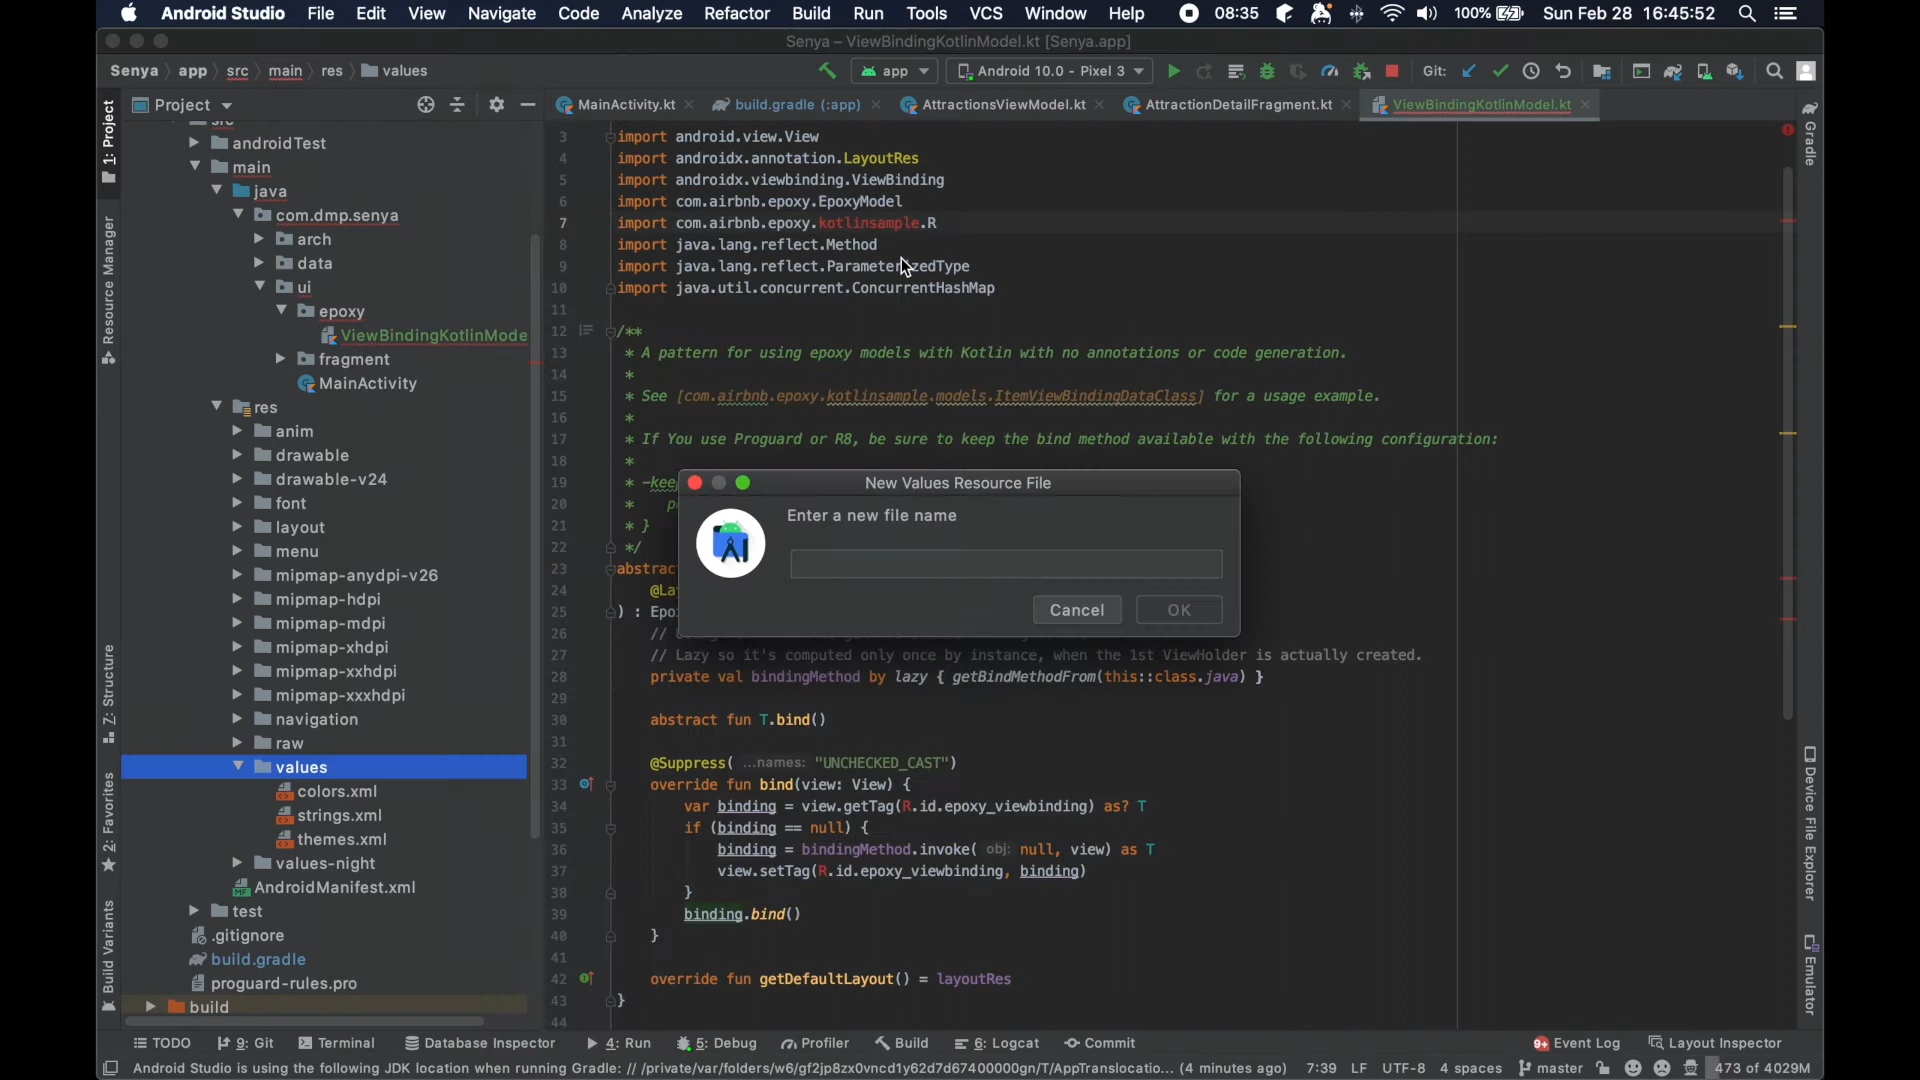 Android Studio File Edit View Navigate Code Analyze Refactor Build Run Tools VCS Window Help 08:35 100% Sun Feb 28 16:45:52
Senya – ViewBindingKotlinModel.kt [Senya.app]
Senya app src main res values
app Android 10.0 - Pixel 3 Git:
Project
MainActivity.kt build.gradle (:app) AttractionsViewModel.kt AttractionDetailFragment.kt ViewBindingKotlinModel.kt
1: Project
Resource Manager
Z: Structure
2: Favorites
Build Variants
src
androidTest
main
java
com.dmp.senya
arch
data
ui
epoxy
ViewBindingKotlinMode
fragment
MainActivity
res
anim
drawable
drawable-v24
font
layout
menu
mipmap-anydpi-v26
mipmap-hdpi
mipmap-mdpi
mipmap-xhdpi
mipmap-xxhdpi
mipmap-xxxhdpi
navigation
raw
values
colors.xml
strings.xml
themes.xml
values-night
AndroidManifest.xml
test
.gitignore
build.gradle
proguard-rules.pro
build
3 import android.view.View
4 import androidx.annotation.LayoutRes
5 import androidx.viewbinding.ViewBinding
6 import com.airbnb.epoxy.EpoxyModel
7 import com.airbnb.epoxy.kotlinsample.R
8 import java.lang.reflect.Method
9 import java.lang.reflect.ParameterizedType
10 import java.util.concurrent.ConcurrentHashMap
11
12 /**
13 * A pattern for using epoxy models with Kotlin with no annotations or code generation.
14 *
15 * See [com.airbnb.epoxy.kotlinsample.models.ItemViewBindingDataClass] for a usage example.
16 *
17 * If You use Proguard or R8, be sure to keep the bind method available with the following configuration:
18 *
19 * -keep
20 * p
21 * }
22 */
23 abstrac
24 @La
25 ) : Epo
26 //
27 // Lazy so it's computed only once by instance, when the 1st ViewHolder is actually created.
28 private val bindingMethod by lazy { getBindMethodFrom(this::class.java) }
29
30 abstract fun T.bind()
31
32 @Suppress( ...names: "UNCHECKED_CAST")
33 override fun bind(view: View) {
34 var binding = view.getTag(R.id.epoxy_viewbinding) as? T
35 if (binding == null) {
36 binding = bindingMethod.invoke( obj: null, view) as T
37 view.setTag(R.id.epoxy_viewbinding, binding)
38 }
39 binding.bind()
40 }
41
42 override fun getDefaultLayout() = layoutRes
43 }
44
New Values Resource File
Enter a new file name
Cancel OK
Gradle
Device File Explorer
Emulator
TODO 9: Git Terminal Database Inspector 4: Run 5: Debug Profiler Build 6: Logcat Commit 9+ Event Log Layout Inspector
Android Studio is using the following JDK location when running Gradle: // /private/var/folders/w6/gf2jp8zx0vncd1y62d7d67400000gn/T/AppTranslocatio... (4 minutes ago) 7:39 LF UTF-8 4 spaces master 473 of 4029M